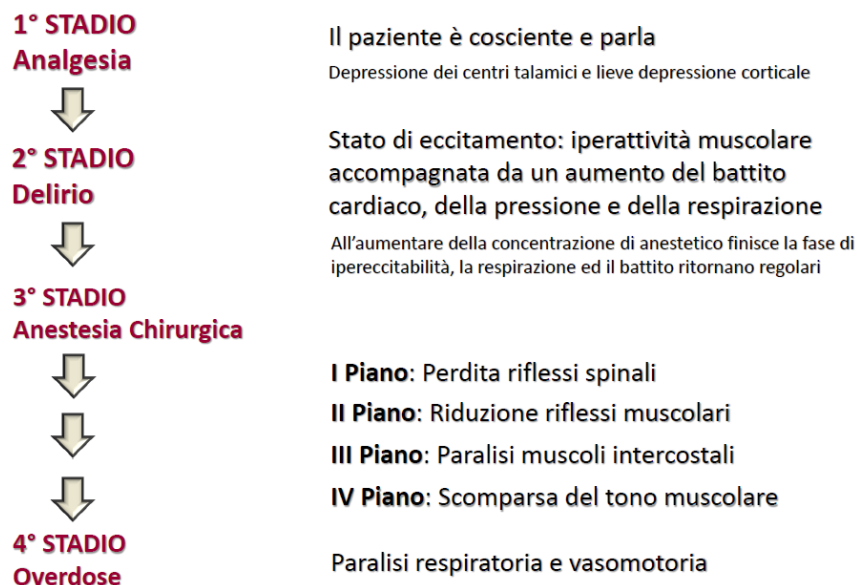 1° STADIO
Analgesia
Il paziente è cosciente e parla
Depressione dei centri talamici e lieve depressione corticale
2° STADIO
Delirio
Stato di eccitamento: iperattività muscolare
accompagnata da un aumento del battito
cardiaco, della pressione e della respirazione
All'aumentare della concentrazione di anestetico finisce la fase di
ipereccitabilità, la respirazione ed il battito ritornano regolari
3° STADIO
Anestesia Chirurgica
I Piano: Perdita riflessi spinali
II Piano: Riduzione riflessi muscolari
III Piano: Paralisi muscoli intercostali
IV Piano: Scomparsa del tono muscolare
4° STADIO
Overdose
Paralisi respiratoria e vasomotoria